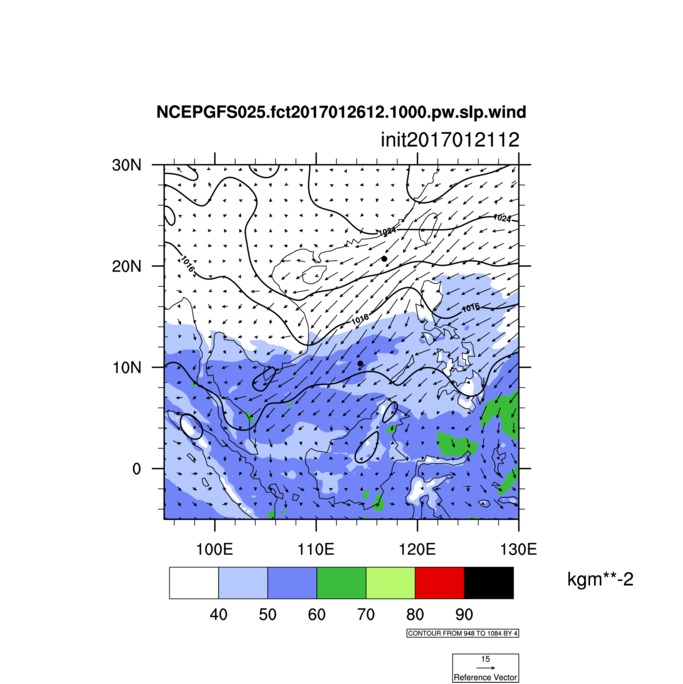 NCEPGFS025.fct2017012612.1000.pw.slp.wind
init2017012112
30N
1024
1024
20N
1016
1016
1016
10N
0
100E 110E 120E 130E
kgm**-2
40 50 60 70 80 90
CONTOUR FROM 948 TO 1084 BY 4
15
Reference Vector